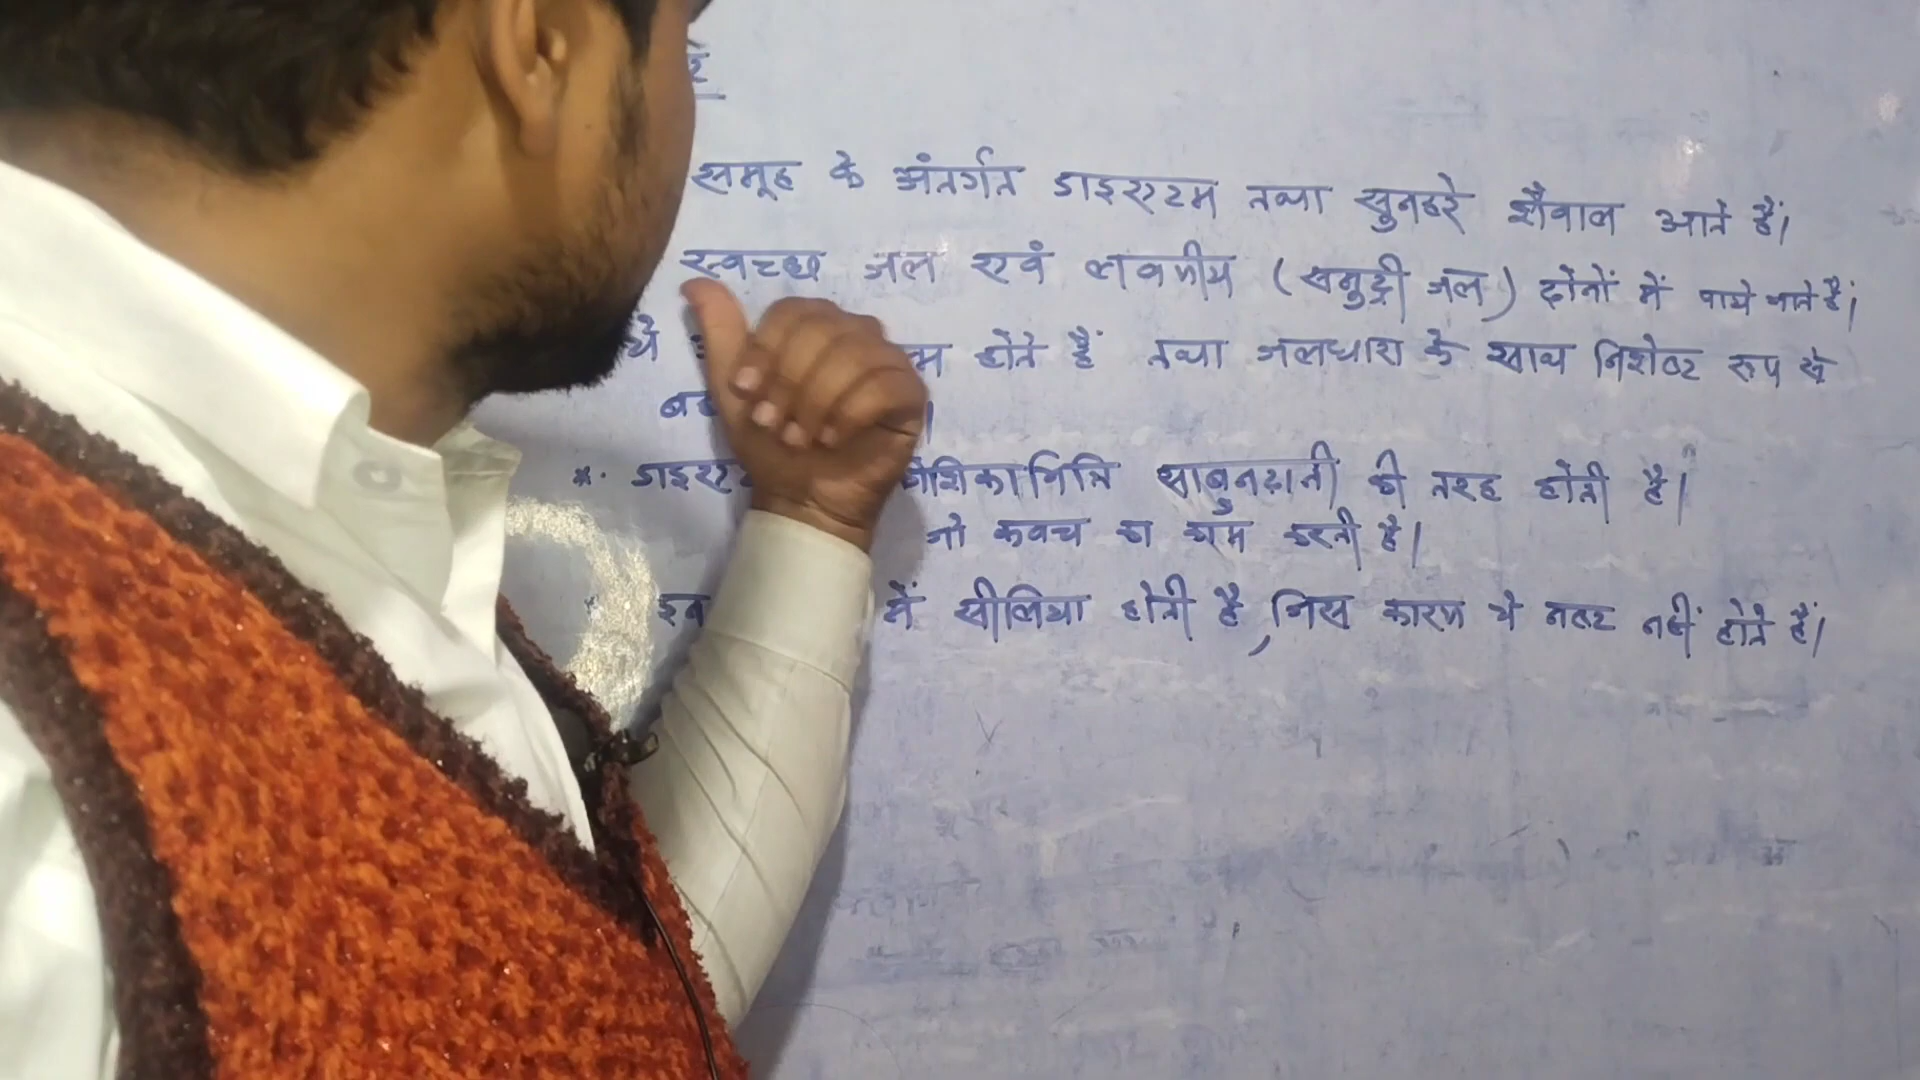 समूह के अंतर्गत डाइएटम तथा सुनहरे शैवाल आते हैं।
स्वच्छ जल एवं लवणीय (समुद्री जल) दोनों में पाये जाते हैं।
ये होते हैं तथा जलधारा के साथ निश्चेष्ट रूप से
*. कोशिकाभित्ति साबुनदानी की तरह होती है।
जो कवच का काम करती है।
में सीलिया होती है, जिस कारण ये नष्ट नहीं होते हैं।